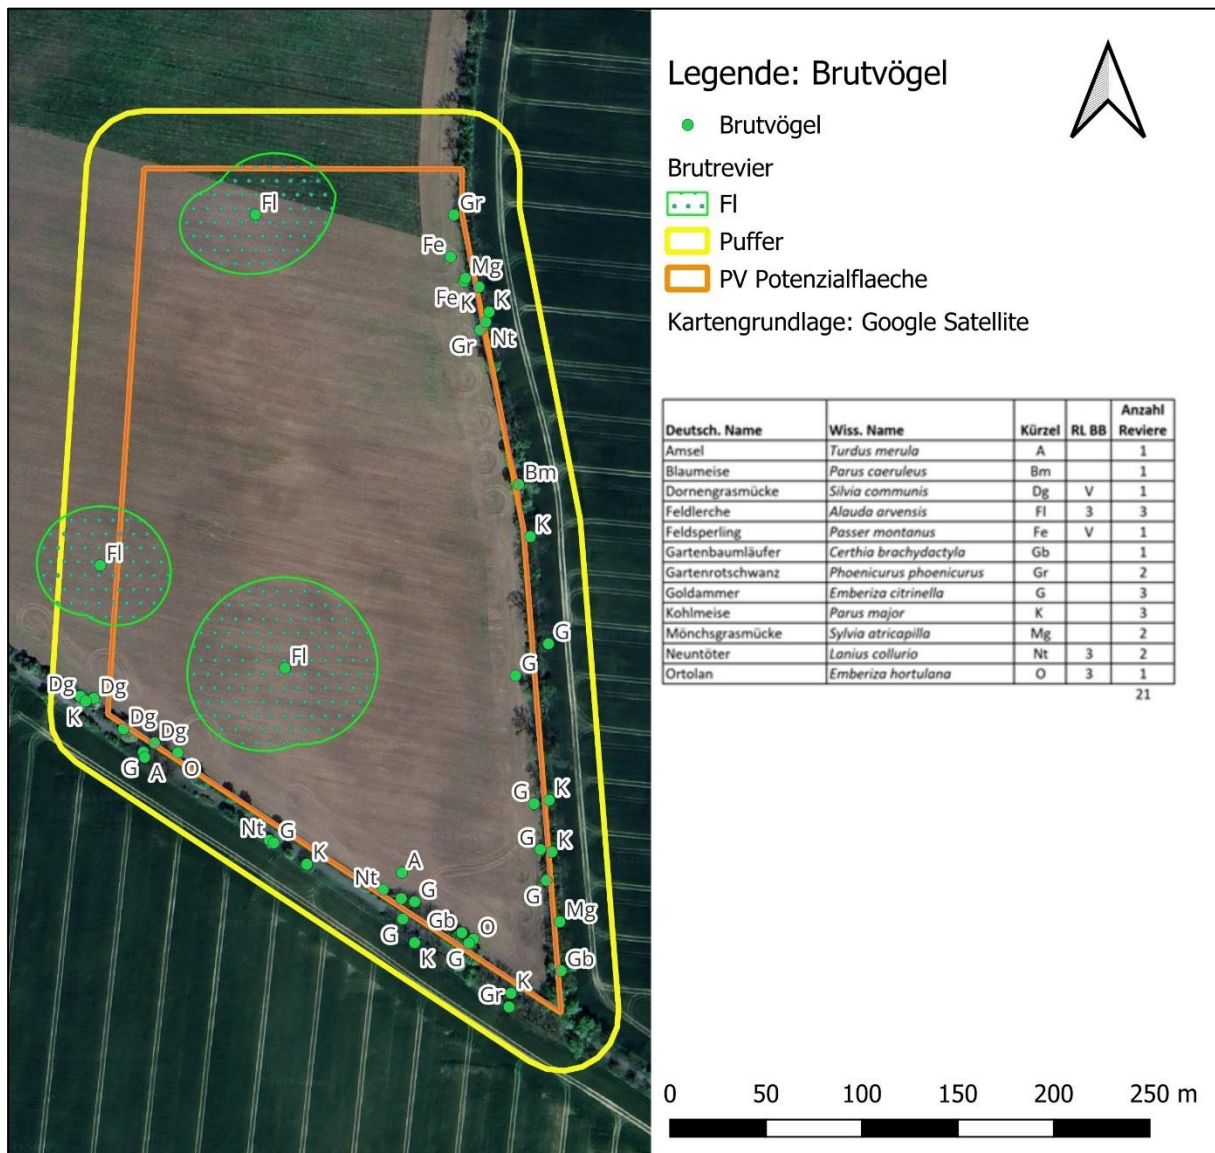 Legende: Brutvögel
Brutvögel
Brutrevier
Fl
Puffer
PV Potenzialflaeche
Kartengrundlage: Google Satellite
Deutsch. Name Wiss. Name Kürzel RL BB Anzahl Reviere
Amsel Turdus merula A 1
Blaumeise Parus caeruleus Bm 1
Dornengrasmücke Silvia communis Dg V 1
Feldlerche Alauda arvensis Fl 3 3
Feldsperling Passer montanus Fe V 1
Gartenbaumläufer Certhia brachydactyla Gb 1
Gartenrotschwanz Phoenicurus phoenicurus Gr 2
Goldammer Emberiza citrinella G 3
Kohlmeise Parus major K 3
Mönchsgrasmücke Sylvia atricapilla Mg 2
Neuntöter Lanius collurio Nt 3 2
Ortolan Emberiza hortulana O 3 1
21
0 50 100 150 200 250 m
Fl
Gr
Fe
Mg
Fe K K
Gr Nt
Bm
K
Fl
G
Fl G
Dg Dg
K
Dg Dg
G A O
G K
Nt G
K
G K
A
Nt G
G
Gb O
Mg
G
K G
Gb
K
Gr